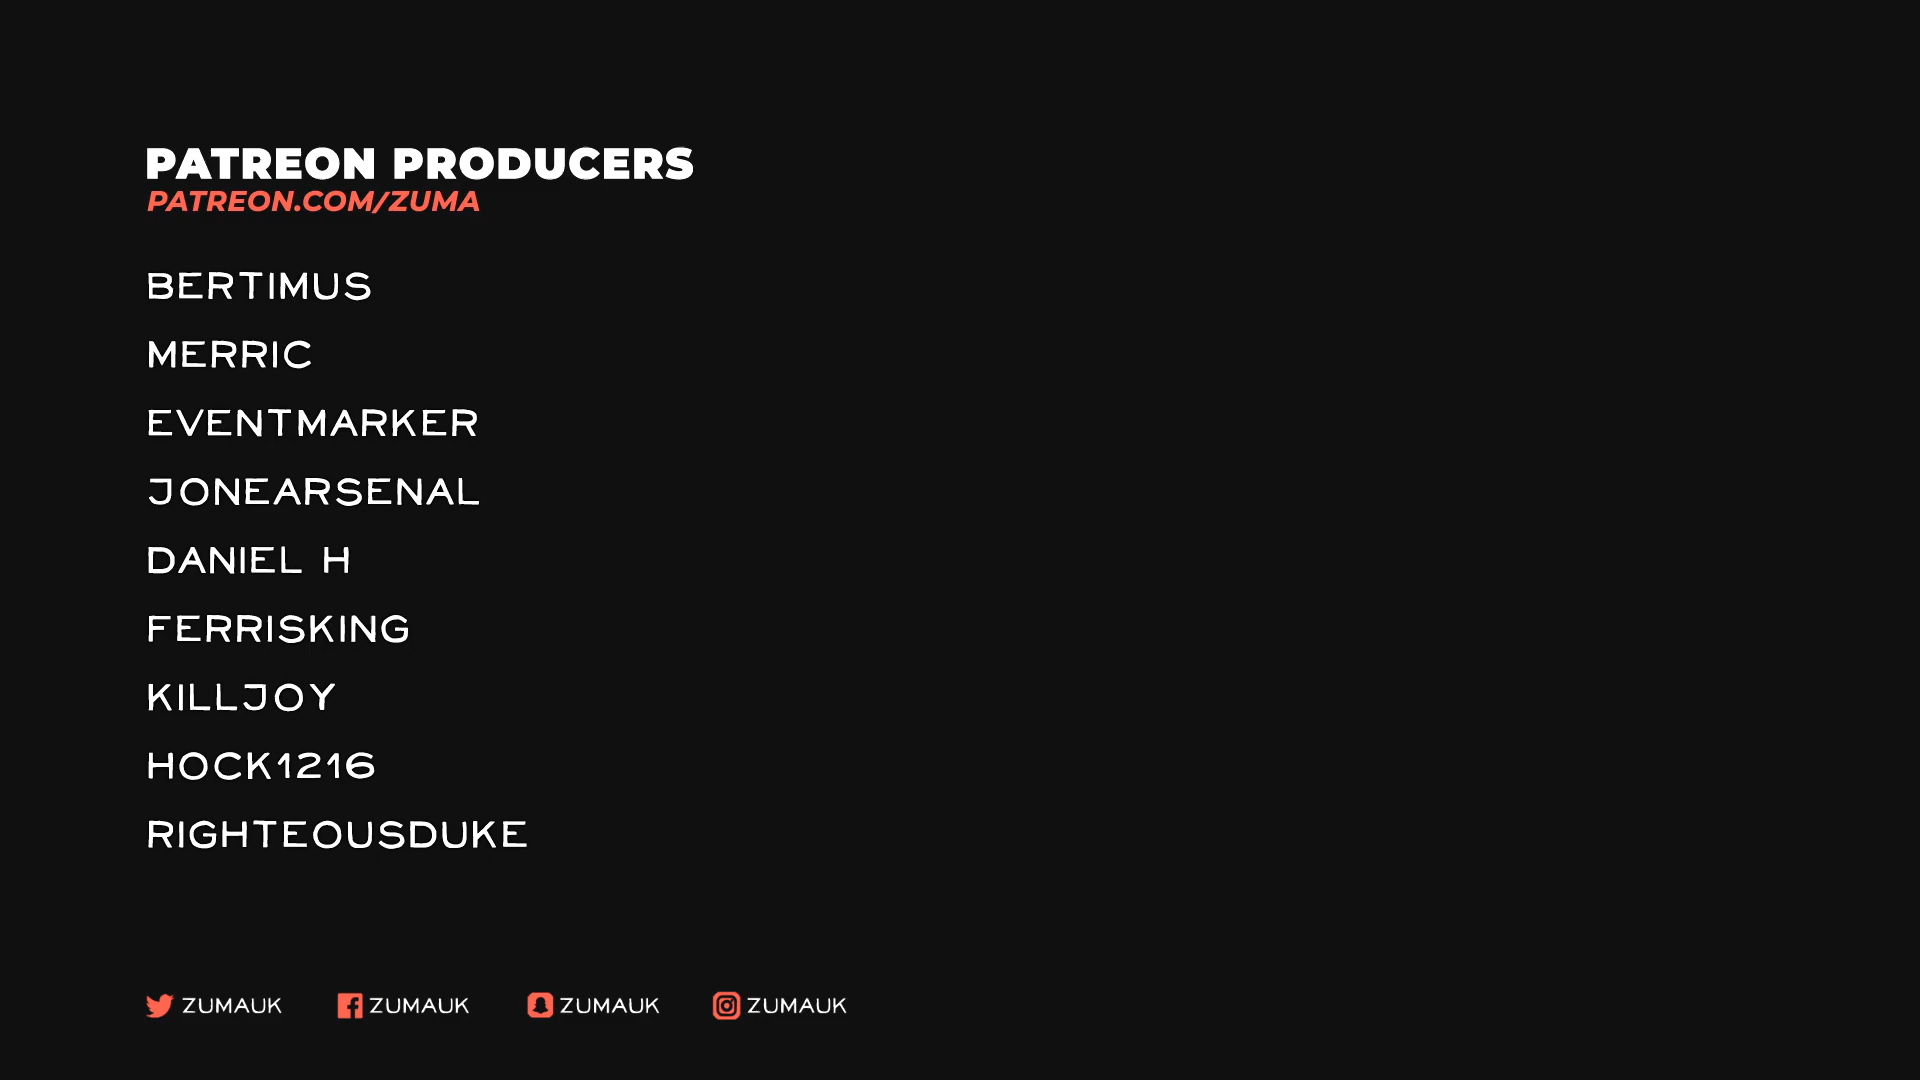 PATREON PRODUCERS
PATREON.COM/ZUMA
BERTIMUS
MERRIC
EVENTMARKER
JONEARSENAL
DANIEL H
FERRISKING
KILLJOY
HOCK1216
RIGHTEOUSDUKE
ZUMAUK ZUMAUK ZUMAUK ZUMAUK